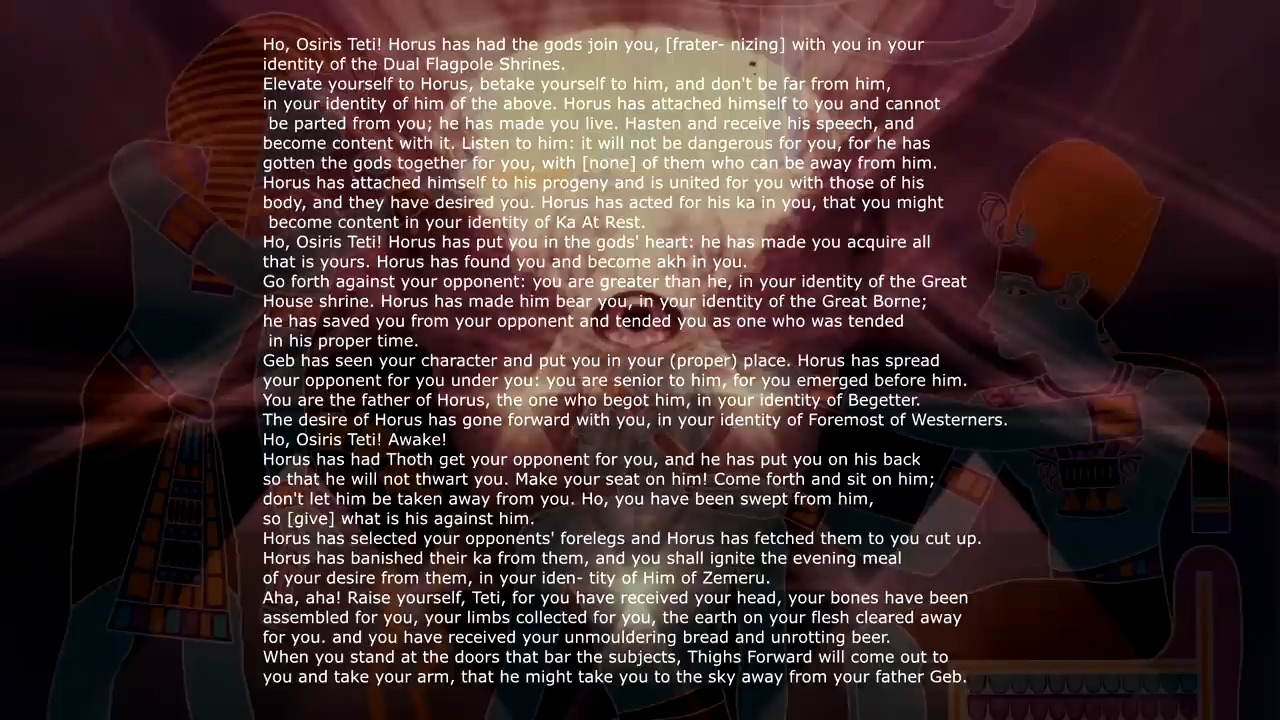 Ho, Osiris Teti! Horus has had the gods join you, [frater- nizing] with you in your
identity of the Dual Flagpole Shrines.
Elevate yourself to Horus, betake yourself to him, and don't be far from him,
in your identity of him of the above. Horus has attached himself to you and cannot
be parted from you; he has made you live. Hasten and receive his speech, and
become content with it. Listen to him: it will not be dangerous for you, for he has
gotten the gods together for you, with [none] of them who can be away from him.
Horus has attached himself to his progeny and is united for you with those of his
body, and they have desired you. Horus has acted for his ka in you, that you might
become content in your identity of Ka At Rest.
Ho, Osiris Teti! Horus has put you in the gods' heart: he has made you acquire all
that is yours. Horus has found you and become akh in you.
Go forth against your opponent: you are greater than he, in your identity of the Great
House shrine. Horus has made him bear you, in your identity of the Great Borne;
he has saved you from your opponent and tended you as one who was tended
in his proper time.
Geb has seen your character and put you in your (proper) place. Horus has spread
your opponent for you under you: you are senior to him, for you emerged before him.
You are the father of Horus, the one who begot him, in your identity of Begetter.
The desire of Horus has gone forward with you, in your identity of Foremost of Westerners.
Ho, Osiris Teti! Awake!
Horus has had Thoth get your opponent for you, and he has put you on his back
so that he will not thwart you. Make your seat on him! Come forth and sit on him;
don't let him be taken away from you. Ho, you have been swept from him,
so [give] what is his against him.
Horus has selected your opponents' forelegs and Horus has fetched them to you cut up.
Horus has banished their ka from them, and you shall ignite the evening meal
of your desire from them, in your iden- tity of Him of Zemeru.
Aha, aha! Raise yourself, Teti, for you have received your head, your bones have been
assembled for you, your limbs collected for you, the earth on your flesh cleared away
for you. and you have received your unmouldering bread and unrotting beer.
When you stand at the doors that bar the subjects, Thighs Forward will come out to
you and take your arm, that he might take you to the sky away from your father Geb.